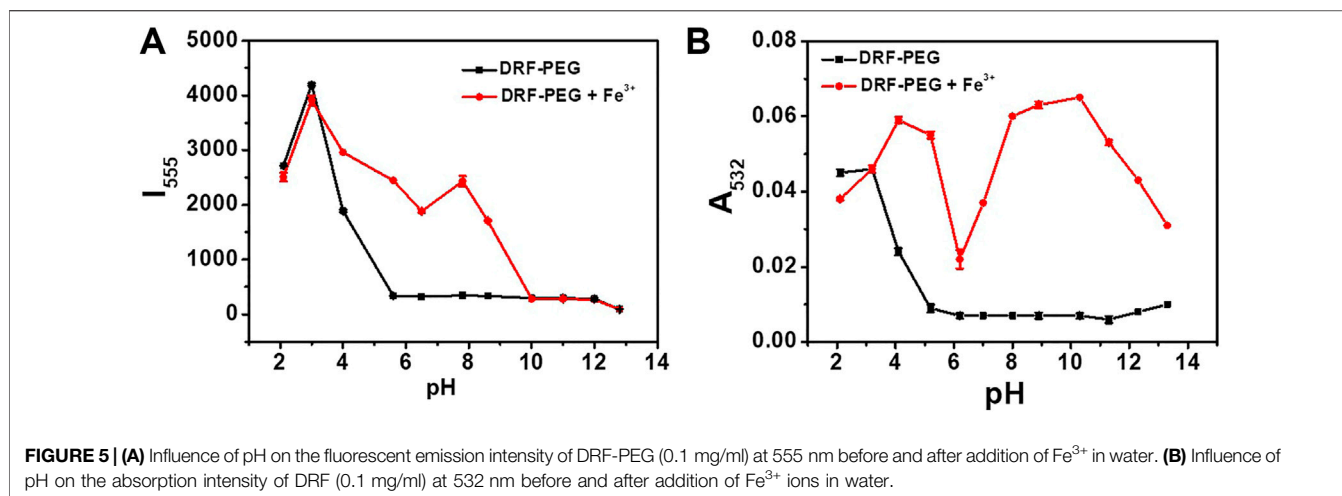 A
I555
5000
4000
3000
2000
1000
0
2 4 6 8 10 12 14
pH
DRF-PEG
DRF-PEG + Fe³⁺
B
A532
0.08
0.06
0.04
0.02
0.00
2 4 6 8 10 12 14
pH
DRF-PEG
DRF-PEG + Fe³⁺
FIGURE 5 | (A) Influence of pH on the fluorescent emission intensity of DRF-PEG (0.1 mg/ml) at 555 nm before and after addition of Fe³⁺ in water. (B) Influence of
pH on the absorption intensity of DRF (0.1 mg/ml) at 532 nm before and after addition of Fe³⁺ ions in water.